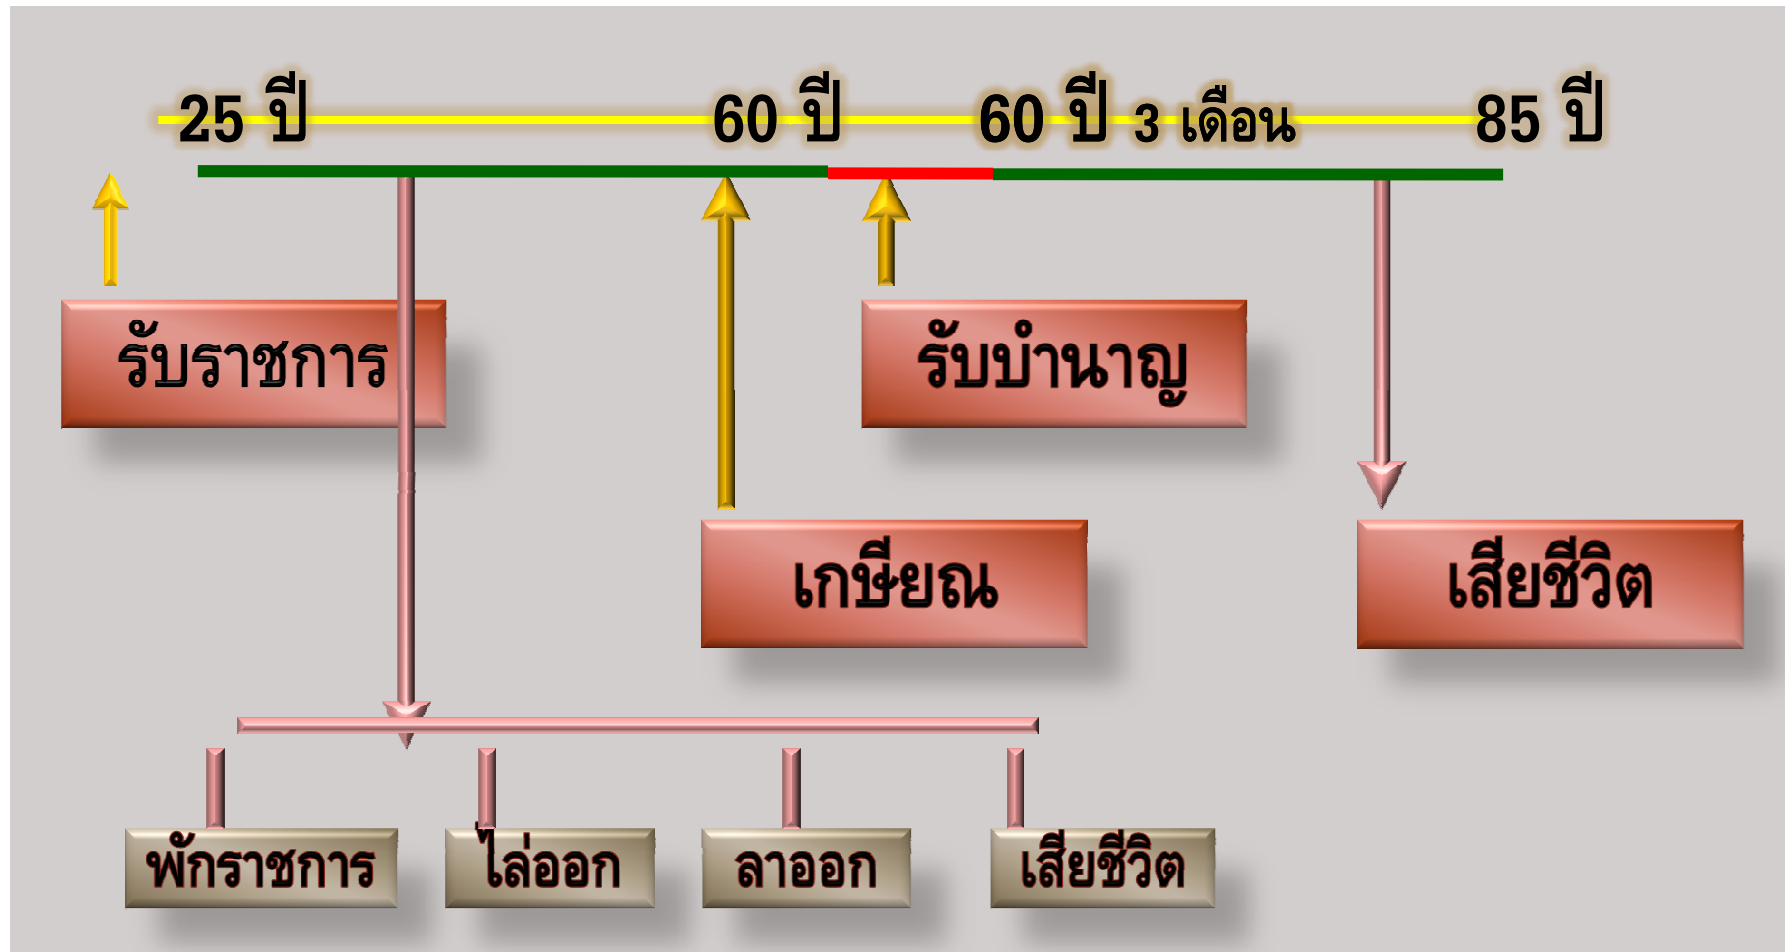 25 ปี 60 ปี 60 ปี 3 เดือน 85 ปี
รับราชการ รับบำนาญ
เกษียณ เสียชีวิต
พักราชการ ไล่ออก ลาออก เสียชีวิต